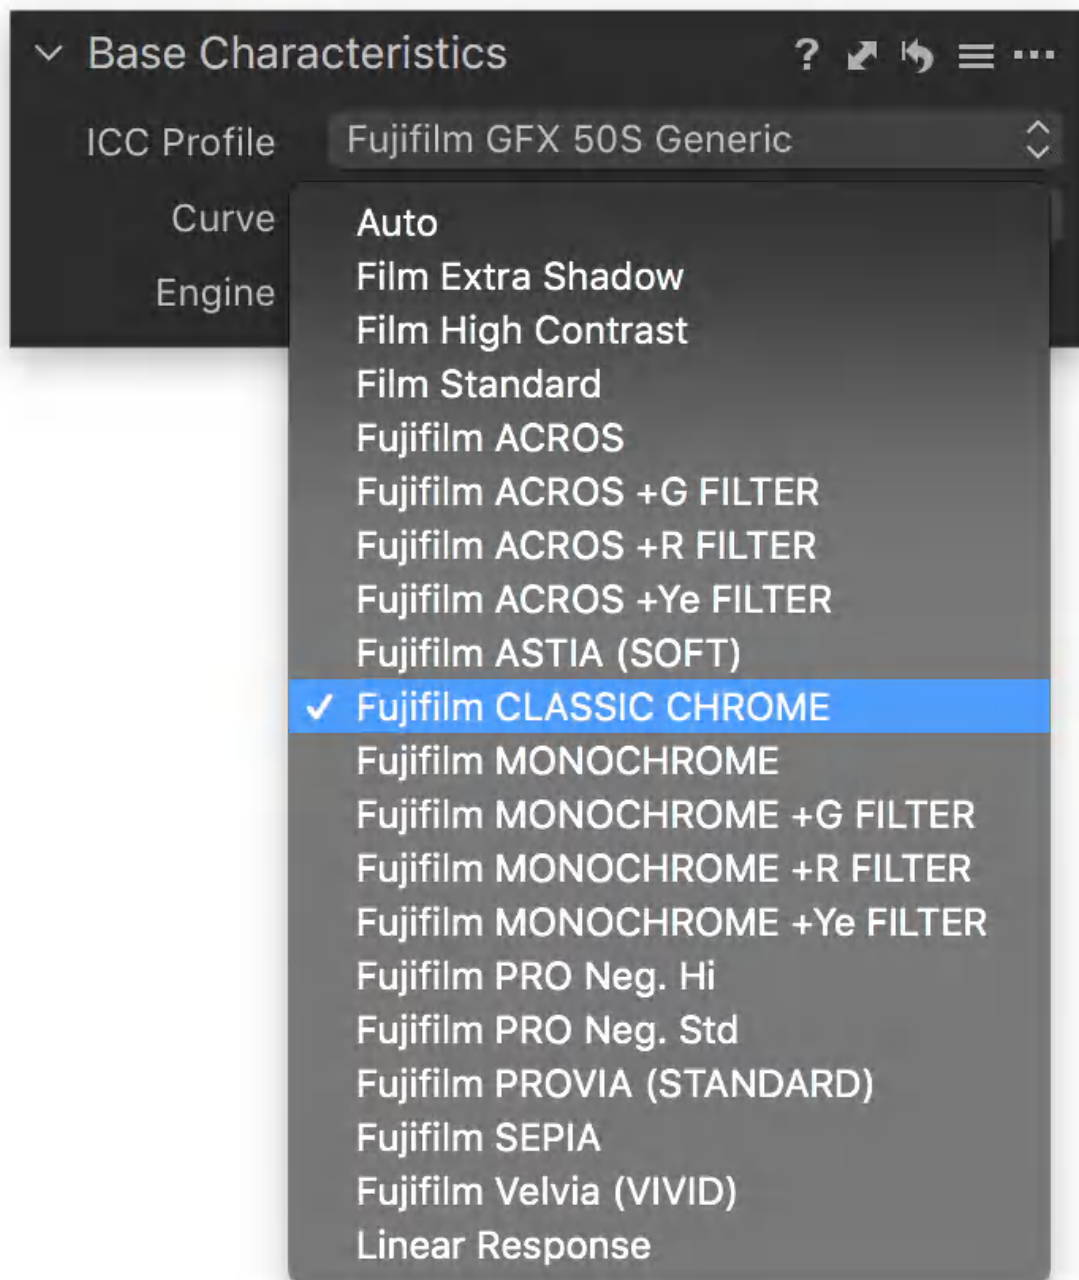 Base Characteristics
ICC Profile Fujifilm GFX 50S Generic
Curve
Engine
Auto
Film Extra Shadow
Film High Contrast
Film Standard
Fujifilm ACROS
Fujifilm ACROS +G FILTER
Fujifilm ACROS +R FILTER
Fujifilm ACROS +Ye FILTER
Fujifilm ASTIA (SOFT)
Fujifilm CLASSIC CHROME
Fujifilm MONOCHROME
Fujifilm MONOCHROME +G FILTER
Fujifilm MONOCHROME +R FILTER
Fujifilm MONOCHROME +Ye FILTER
Fujifilm PRO Neg. Hi
Fujifilm PRO Neg. Std
Fujifilm PROVIA (STANDARD)
Fujifilm SEPIA
Fujifilm Velvia (VIVID)
Linear Response